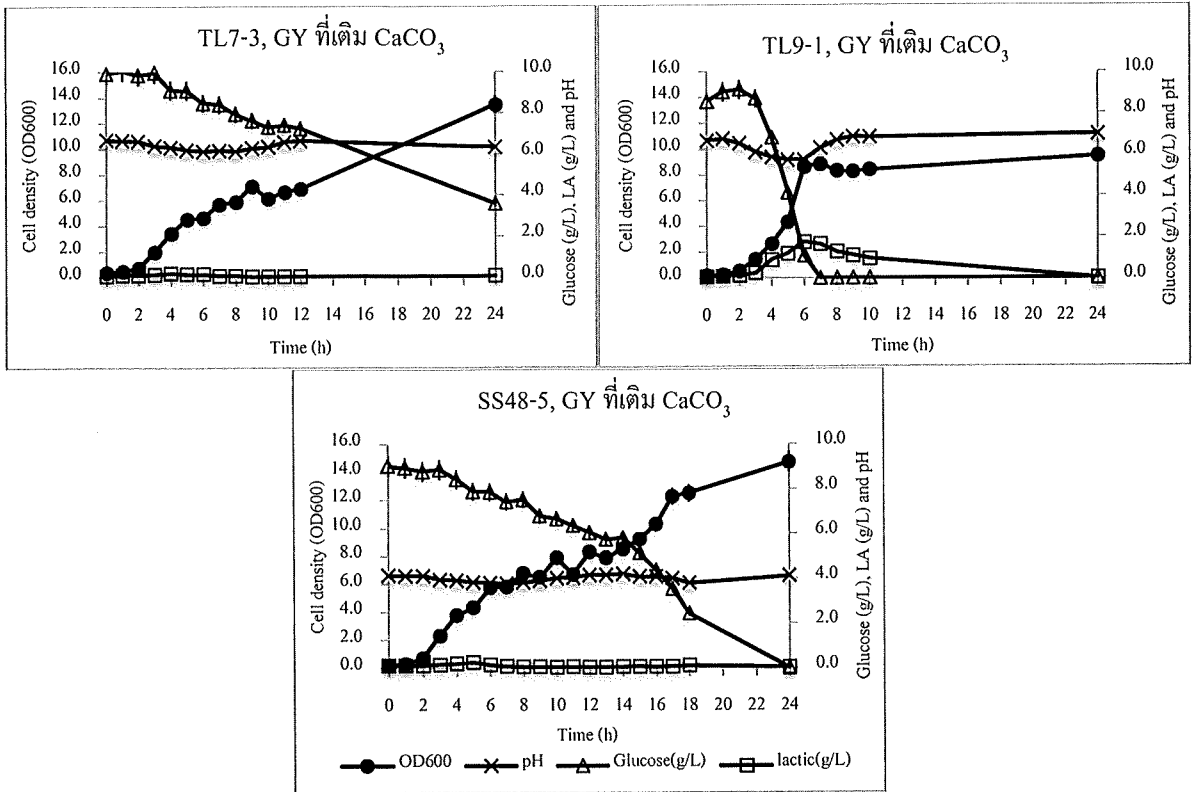 TL7-3, GY ที่เติม CaCO3
Cell density (OD600)
16.0
14.0
12.0
10.0
8.0
6.0
4.0
2.0
0.0
10.0
8.0
6.0
4.0
2.0
0.0
Glucose (g/L), LA (g/L) and pH
0 2 4 6 8 10 12 14 16 18 20 22 24
Time (h)
TL9-1, GY ที่เติม CaCO3
Cell density (OD600)
16.0
14.0
12.0
10.0
8.0
6.0
4.0
2.0
0.0
10.0
8.0
6.0
4.0
2.0
0.0
Glucose (g/L), LA (g/L) and pH
0 2 4 6 8 10 12 14 16 18 20 22 24
Time (h)
SS48-5, GY ที่เติม CaCO3
Cell density (OD600)
16.0
14.0
12.0
10.0
8.0
6.0
4.0
2.0
0.0
10.0
8.0
6.0
4.0
2.0
0.0
Glucose (g/L), LA (g/L) and pH
0 2 4 6 8 10 12 14 16 18 20 22 24
Time (h)
OD600 pH Glucose(g/L) lactic(g/L)